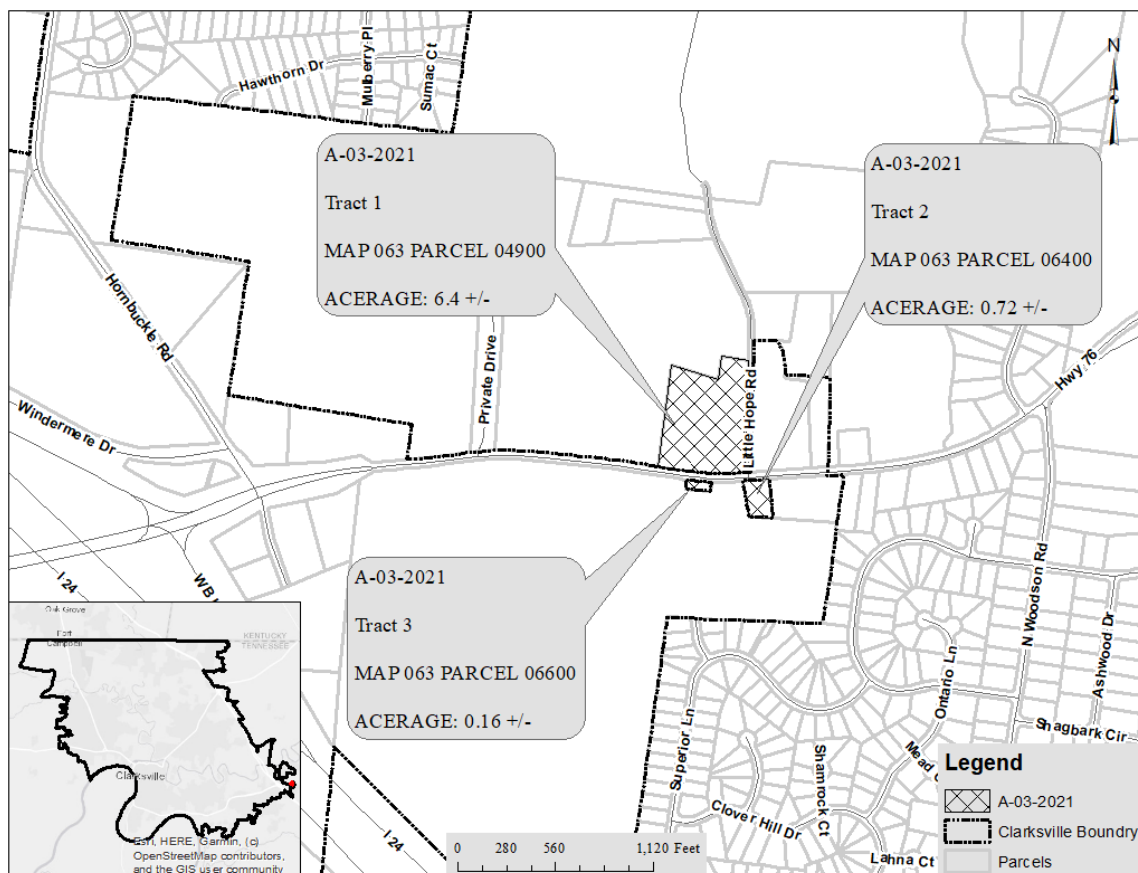 Hawthorn Dr
Mulberry Pl
Sumac Ct
N
A-03-2021
Tract 1
MAP 063 PARCEL 04900
ACERAGE: 6.4 +/-
A-03-2021
Tract 2
MAP 063 PARCEL 06400
ACERAGE: 0.72 +/-
Hornbuckle Rd
Windermere Dr
Private Drive
Little Hope Rd
Hwy 76
I 24
WB
A-03-2021
Tract 3
MAP 063 PARCEL 06600
ACERAGE: 0.16 +/-
N Woodson Rd
Ashwood Dr
Ontario Ln
Shagbark Cir
Superior Ln
Shamrock Ct
Mead
Clover Hill Dr
Lahna Ct
I 24
Oak Grove
Fort
Campbell
KENTUCKY
TENNESSEE
Clarksville
Esri, HERE, Garmin, (c)
OpenStreetMap contributors,
and the GIS user community
0 280 560 1,120 Feet
Legend
A-03-2021
Clarksville Boundry
Parcels